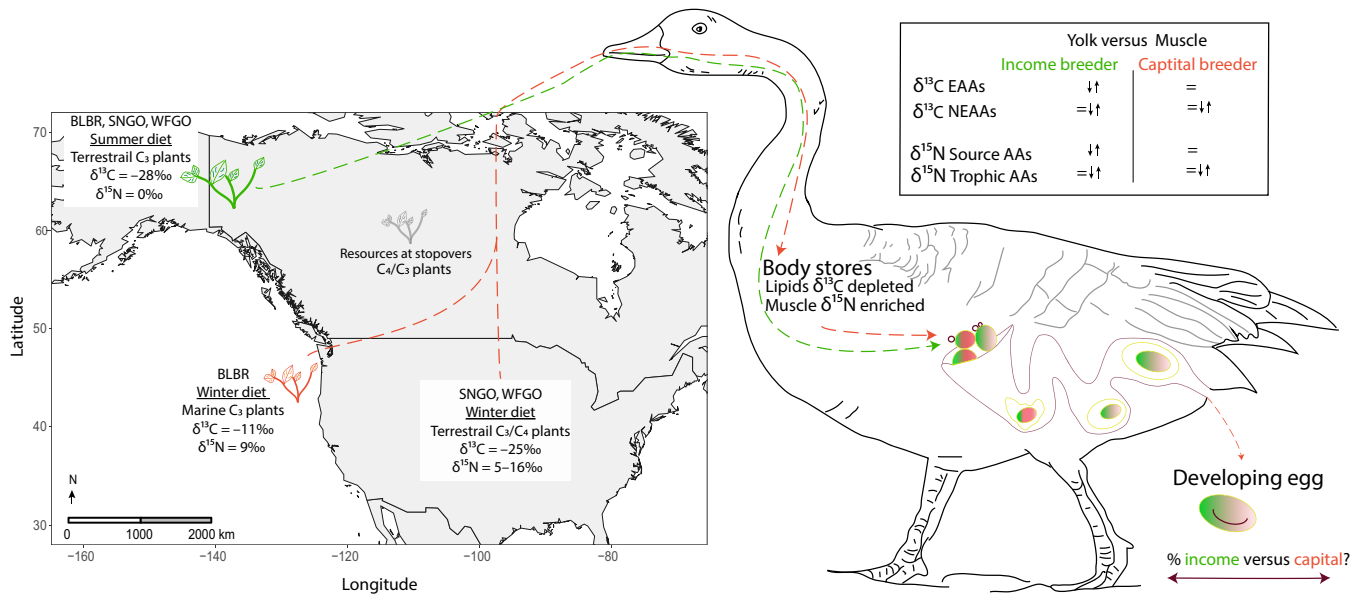 BLBR, SNGO, WFGO
Summer diet
Terrestrail C₃ plants
δ¹³C = −28‰
δ¹⁵N = 0‰
Resources at stopovers
C₄/C₃ plants
BLBR
Winter diet
Marine C₃ plants
δ¹³C = −11‰
δ¹⁵N = 9‰
SNGO, WFGO
Winter diet
Terrestrail C₃/C₄ plants
δ¹³C = −25‰
δ¹⁵N = 5−16‰
N
0 1000 2000 km
70
60
50
40
30
Latitude
−160 −140 −120 −100 −80
Longitude
Yolk versus Muscle
Income breeder Captital breeder
δ¹³C EAAs ↓↑ =
δ¹³C NEAAs =↓↑ =↓↑
δ¹⁵N Source AAs ↓↑ =
δ¹⁵N Trophic AAs =↓↑ =↓↑
Body stores
Lipids δ¹³C depleted
Muscle δ¹⁵N enriched
Developing egg
% income versus capital?